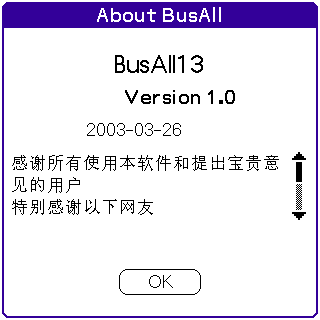 About BusAll
BusAll13
Version 1.0
2003-03-26
感谢所有使用本软件和提出宝贵意
见的用户
特别感谢以下网友
OK